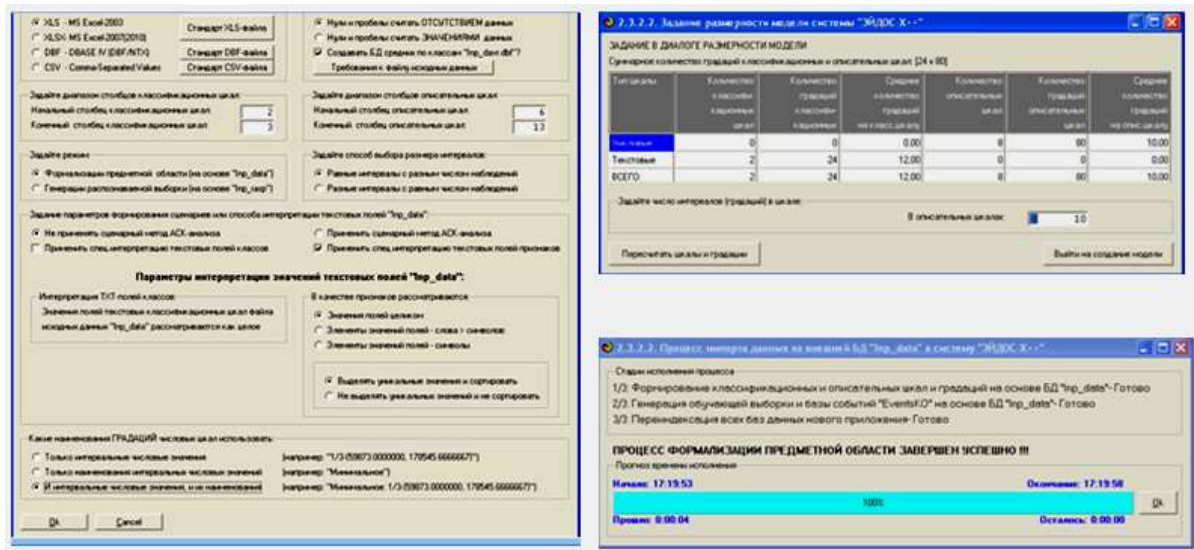 XLS - MS Excel-2003
XLSX- MS Excel-2007(2010)
DBF - DBASE IV (DBF/NTX)
CSV - Comma-Separated Values
Стандарт XLS-файла
Стандарт DBF-файла
Стандарт CSV-файла
Нули и пробелы считать ОТСУТСТВИЕМ данных
Нули и пробелы считать ЗНАЧЕНИЯМИ данных
Создавать БД средних по классам "Inp_davr.dbf"?
Требования к файлу исходных данных
Задайте диапазон столбцов классификационных шкал:
Начальный столбец классификационных шкал: 2
Конечный столбец классификационных шкал: 3
Задайте диапазон столбцов описательных шкал:
Начальный столбец описательных шкал: 6
Конечный столбец описательных шкал: 13
Задайте режим:
Формализации предметной области (на основе "Inp_data")
Генерации распознаваемой выборки (на основе "Inp_rasp")
Задайте способ выбора размера интервалов:
Равные интервалы с разным числом наблюдений
Разные интервалы с равным числом наблюдений
Задание параметров формирования сценариев или способа интерпретации текстовых полей "Inp_data":
Не применять сценарный метод АСК-анализа
Применить сценарный метод АСК-анализа
Применить спец.интерпретацию текстовых полей классов
Применить спец.интерпретацию текстовых полей признаков
Параметры интерпретации значений текстовых полей "Inp_data":
Интерпретация TXT-полей классов:
Значения полей текстовых классификационных шкал файла
исходных данных "Inp_data" рассматриваются как целое
В качестве признаков рассматриваются:
Значения полей целиком
Элементы значений полей - слова > символов
Элементы значений полей - символы
Выделять уникальные значения и сортировать
Не выделять уникальных значений и не сортировать
Какие наименования ГРАДАЦИЙ числовых шкал использовать:
Только интервальные числовые значения (например: "1/3-{59873.0000000, 178545.6666667}")
Только наименования интервальных числовых значений (например: "Минимальное")
И интервальные числовые значения, и их наименования (например: "Минимальное: 1/3-{59873.0000000, 178545.6666667}")
Ok
Cancel
2.3.2.2. Задание размерности модели системы "ЭЙДОС-X++"
ЗАДАНИЕ В ДИАЛОГЕ РАЗМЕРНОСТИ МОДЕЛИ
Суммарное количество градаций классификационных и описательных шкал: [24 x 80]
Тип шкалы Количество классификационных шкал Количество градаций классификационных Среднее количество градаций на класс.шкалу Количество описательных шкал Количество градаций описательных шкал Среднее количество градаций на опис.шкалу
Числовые 0 0 0,00 8 80 10,00
Текстовые 2 24 12,00 0 0 0,00
ВСЕГО 2 24 12,00 8 80 10,00
Задайте число интервалов (градаций) в шкале:
В описательных шкалах: 10
Пересчитать шкалы и градации
Выйти на создание модели
2.3.2.2. Процесс импорта данных из внешней БД "Inp_data" в систему "ЭЙДОС-X++"
Стадии исполнения процесса
1/3: Формирование классификационных и описательных шкал и градаций на основе БД "Inp_data"- Готово
2/3: Генерация обучающей выборки и базы событий "EventsKO" на основе БД "Inp_data"- Готово
3/3: Переиндексация всех баз данных нового приложения- Готово
ПРОЦЕСС ФОРМАЛИЗАЦИИ ПРЕДМЕТНОЙ ОБЛАСТИ ЗАВЕРШЕН УСПЕШНО !!!
Прогноз времени исполнения
Начало: 17:19:53
Окончание: 17:19:58
100%
Ok
Прошло: 0:00:04
Осталось: 0:00:00